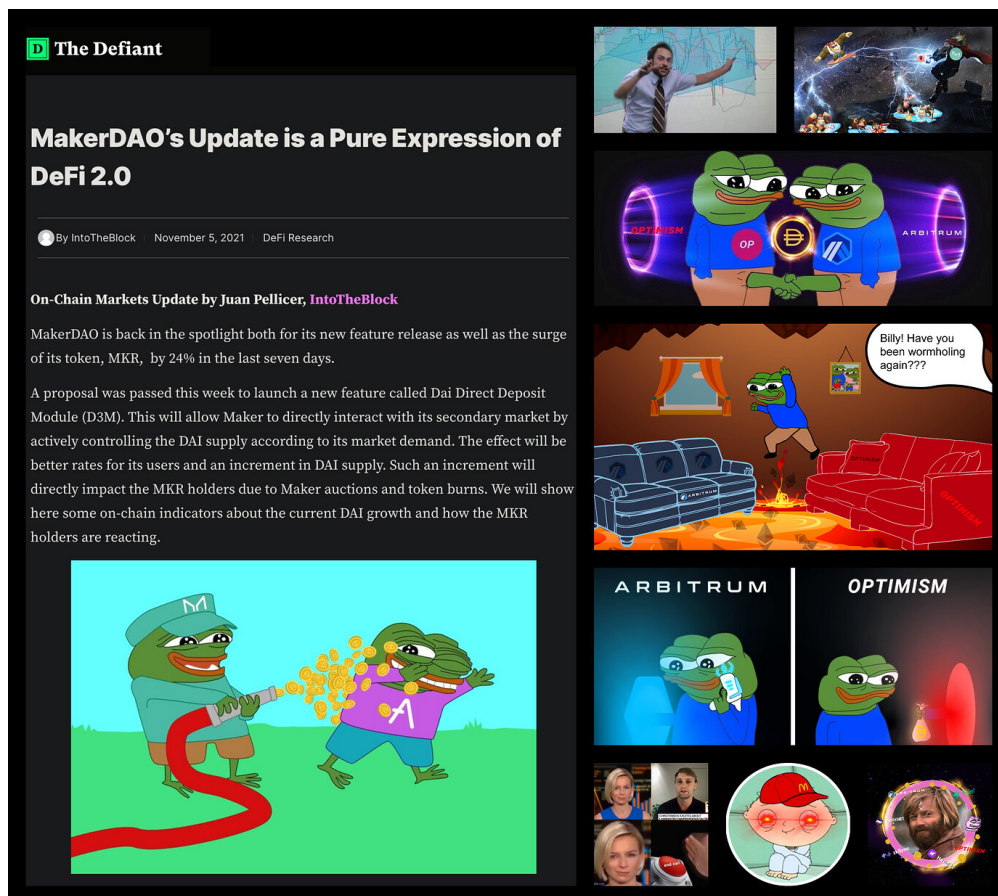 D The Defiant
MakerDAO’s Update is a Pure Expression of
DeFi 2.0
By IntoTheBlock November 5, 2021 DeFi Research
On-Chain Markets Update by Juan Pellicer, IntoTheBlock
MakerDAO is back in the spotlight both for its new feature release as well as the surge
of its token, MKR,  by 24% in the last seven days.
A proposal was passed this week to launch a new feature called Dai Direct Deposit
Module (D3M). This will allow Maker to directly interact with its secondary market by
actively controlling the DAI supply according to its market demand. The effect will be
better rates for its users and an increment in DAI supply. Such an increment will
directly impact the MKR holders due to Maker auctions and token burns. We will show
here some on-chain indicators about the current DAI growth and how the MKR
holders are reacting.
OPTIMISM
OP
ARBITRUM
Billy! Have you
been wormholing
again???
ARBITRUM
OPTIMISM
OPTIMISM
ARBITRUM
OPTIMISM
end call
OPTIMISM